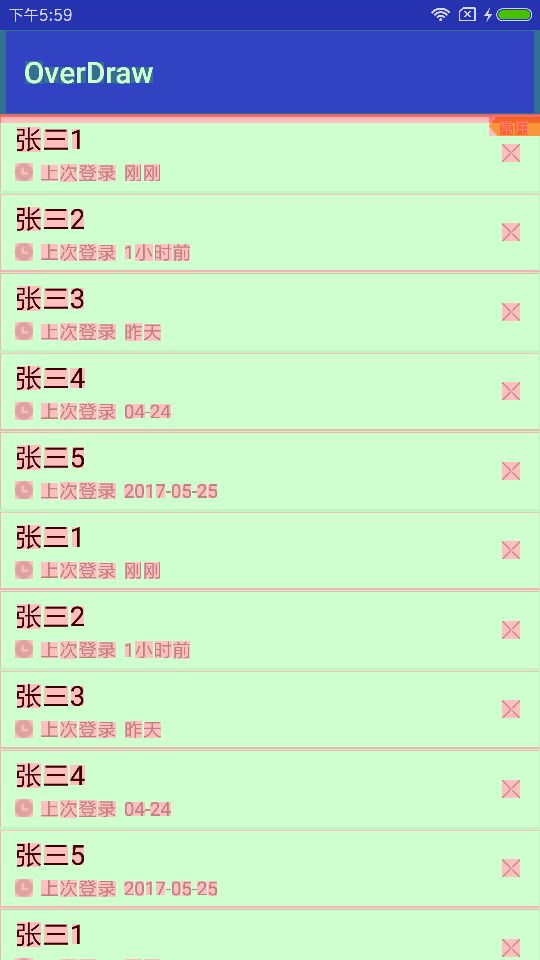 下午5:59
OverDraw
常用
张三1
上次登录 刚刚
张三2
上次登录 1小时前
张三3
上次登录 昨天
张三4
上次登录 04-24
张三5
上次登录 2017-05-25
张三1
上次登录 刚刚
张三2
上次登录 1小时前
张三3
上次登录 昨天
张三4
上次登录 04-24
张三5
上次登录 2017-05-25
张三1